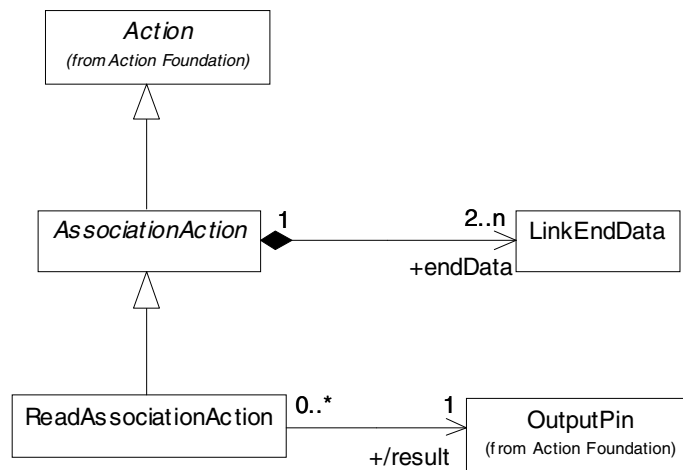 Action
(from Action Foundation)
AssociationAction
1
2..n
+endData
LinkEndData
ReadAssociationAction
0..*
1
+/result
OutputPin
(from Action Foundation)